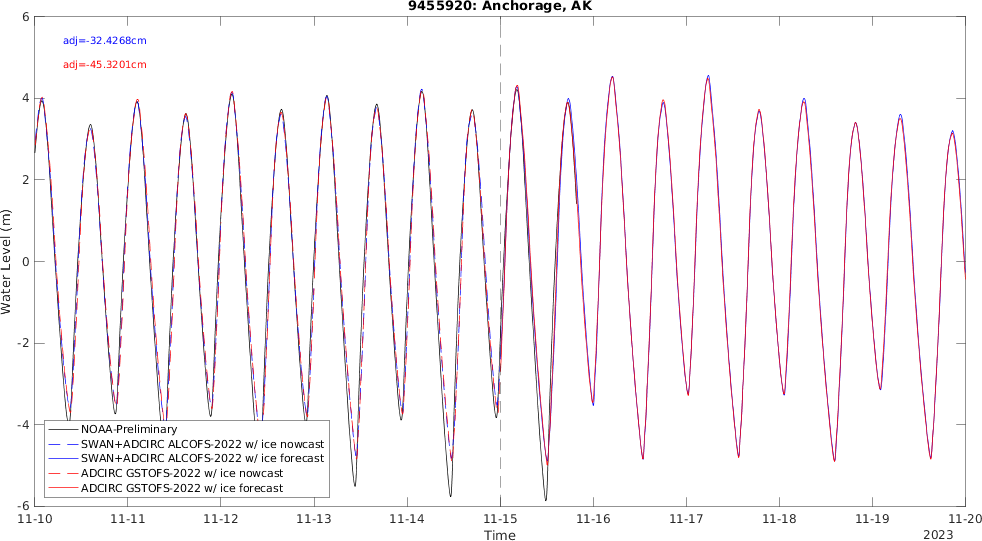 9455920: Anchorage, AK
adj=-32.4268cm
adj=-45.3201cm
Water Level (m)
6
4
2
0
-2
-4
-6
NOAA-Preliminary
SWAN+ADCIRC ALCOFS-2022 w/ ice nowcast
SWAN+ADCIRC ALCOFS-2022 w/ ice forecast
ADCIRC GSTOFS-2022 w/ ice nowcast
ADCIRC GSTOFS-2022 w/ ice forecast
11-10 11-11 11-12 11-13 11-14 11-15 11-16 11-17 11-18 11-19 11-20
Time
2023